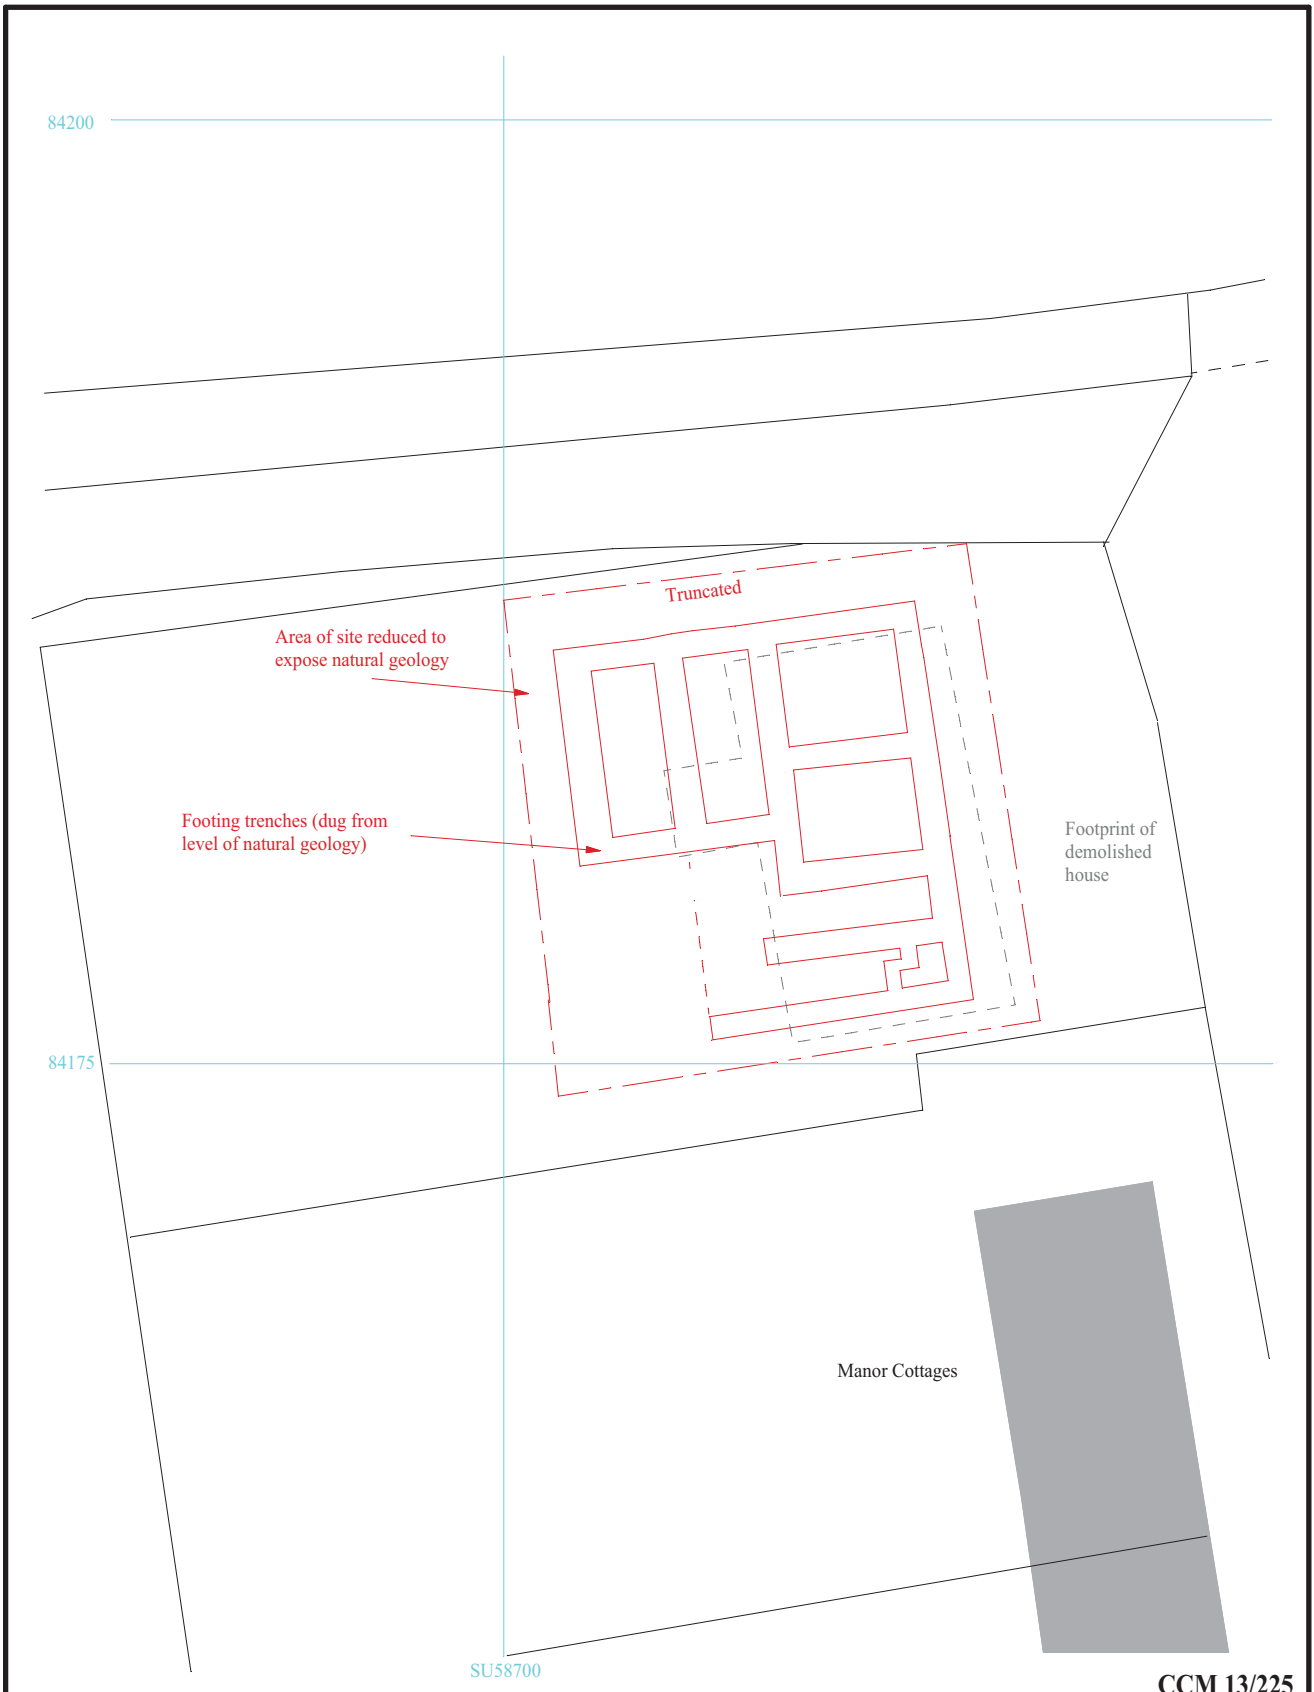 84200
Truncated
Area of site reduced to
expose natural geology
Footing trenches (dug from
level of natural geology)
Footprint of
demolished
house
84175
Manor Cottages
SU58700
CCM 13/225